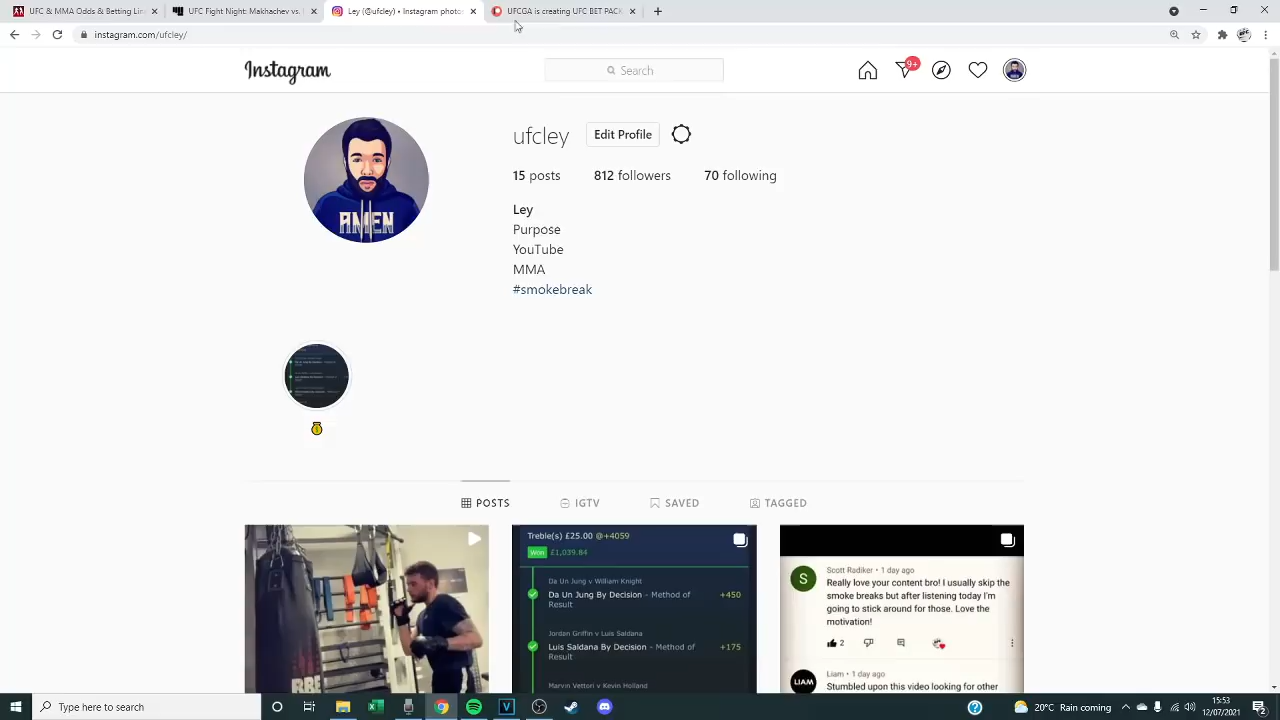 UFC & MMA Odds & Betting Lin
UFC Fight Night Makhachev vs.
Ley (@ufcley) • Instagram photos
UFCGA is creating UFC BET PACK
instagram.com/ufcley/
Instagram
Search
9+
ufcley
Edit Profile
15 posts 812 followers 70 following
Ley
Purpose
YouTube
MMA
#smokebreak
AMEN
POSTS IGTV SAVED TAGGED
Treble(s) £25.00 @+4059
Won £1,039.84
Da Un Jung v William Knight
Da Un Jung By Decision - Method of +450
Result
Jordan Griffin v Luis Saldana
Luis Saldana By Decision - Method of +175
Result
Marvin Vettori v Kevin Holland
S
Scott Radiker • 1 day ago
Really love your content bro! I usually skip the
smoke breaks but after listening today I'm
going to stick around for those. Love the
motivation!
2
LIAM
Liam • 1 day ago
Stumbled upon this video looking for couch
Type here to search
20°C Rain coming
15:53
12/07/2021
2